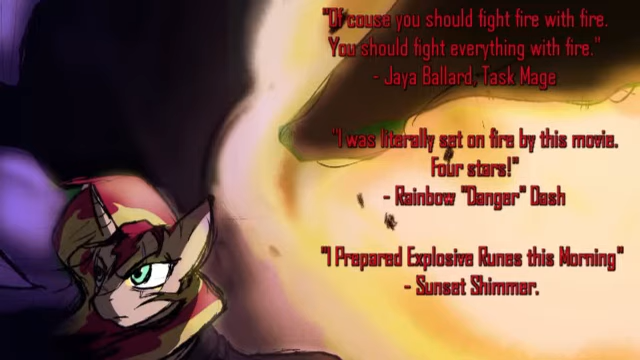 "Of couse you should fight fire with fire.
You should fight everything with fire."
- Jaya Ballard, Task Mage
"I was literally sat on fire by this movie.
Four stars!"
- Rainbow "Danger" Dash
"I Prepared Explosive Runes this Morning"
- Sunset Shimmer.